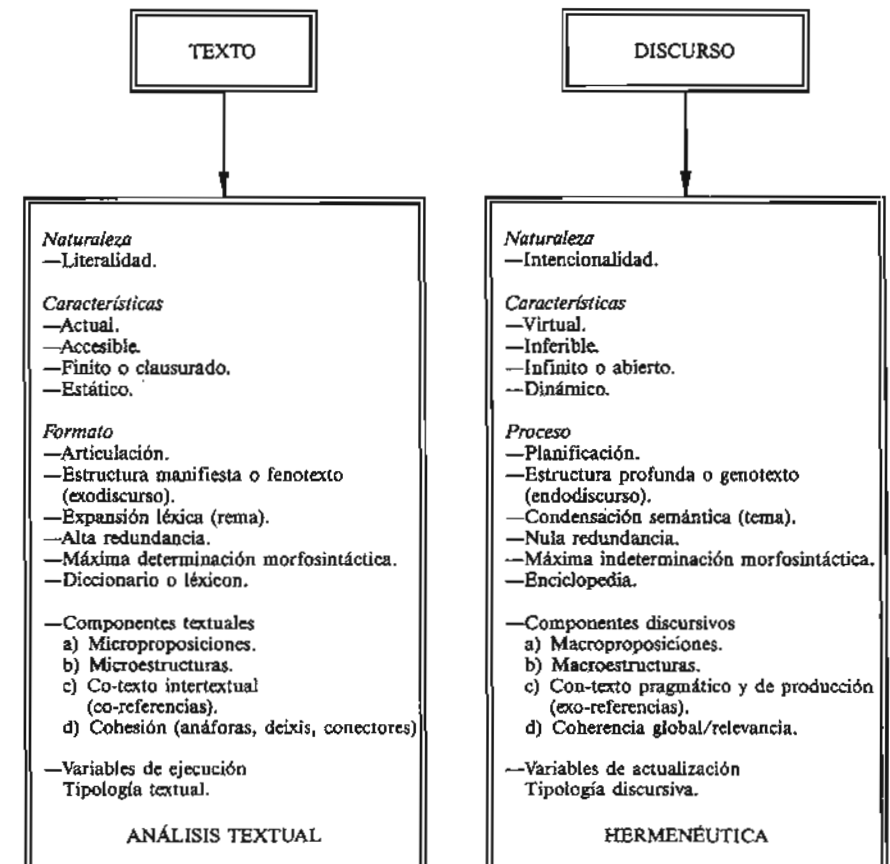 TEXTO
Naturaleza
—Literalidad.
Características
—Actual.
—Accesible.
—Finito o clausurado.
—Estático.
Formato
—Articulación.
—Estructura manifiesta o fenotexto
(exodiscurso).
—Expansión léxica (rema).
—Alta redundancia.
—Máxima determinación morfosintáctica.
—Diccionario o léxicon.
—Componentes textuales
a) Microproposiciones.
b) Microestructuras.
c) Co-texto intertextual
(co-referencias).
d) Cohesión (anáforas, deixis, conectores)
—Variables de ejecución
Tipología textual.
ANÁLISIS TEXTUAL
DISCURSO
Naturaleza
—Intencionalidad.
Características
—Virtual.
—Inferible.
—Infinito o abierto.
—Dinámico.
Proceso
—Planificación.
—Estructura profunda o genotexto
(endodiscurso).
—Condensación semántica (tema).
—Nula redundancia.
—Máxima indeterminación morfosintáctica.
—Enciclopedia.
—Componentes discursivos
a) Macroproposiciones.
b) Macroestructuras.
c) Con-texto pragmático y de producción
(exo-referencias).
d) Coherencia global/relevancia.
—Variables de actualización
Tipología discursiva.
HERMENÉUTICA